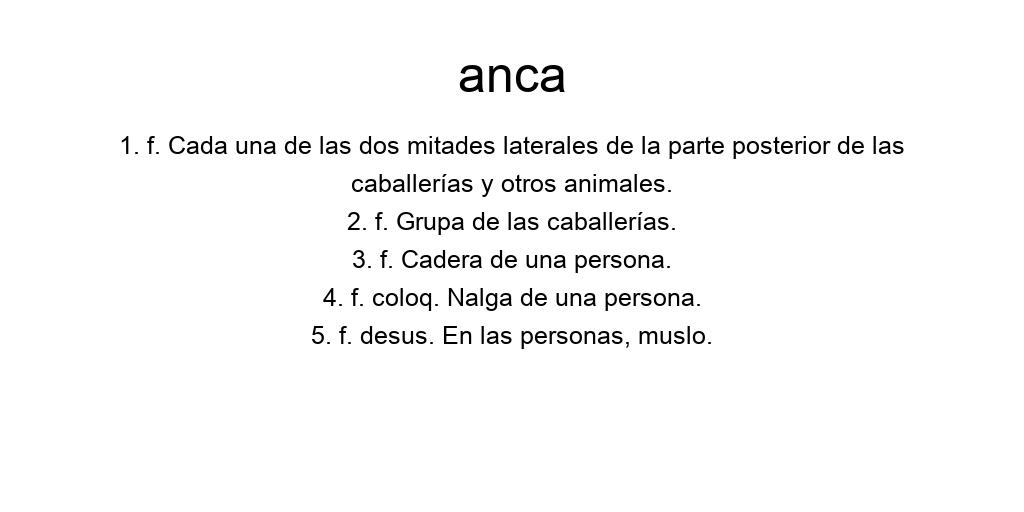 anca
1. f. Cada una de las dos mitades laterales de la parte posterior de las
caballerías y otros animales.
2. f. Grupa de las caballerías.
3. f. Cadera de una persona.
4. f. coloq. Nalga de una persona.
5. f. desus. En las personas, muslo.